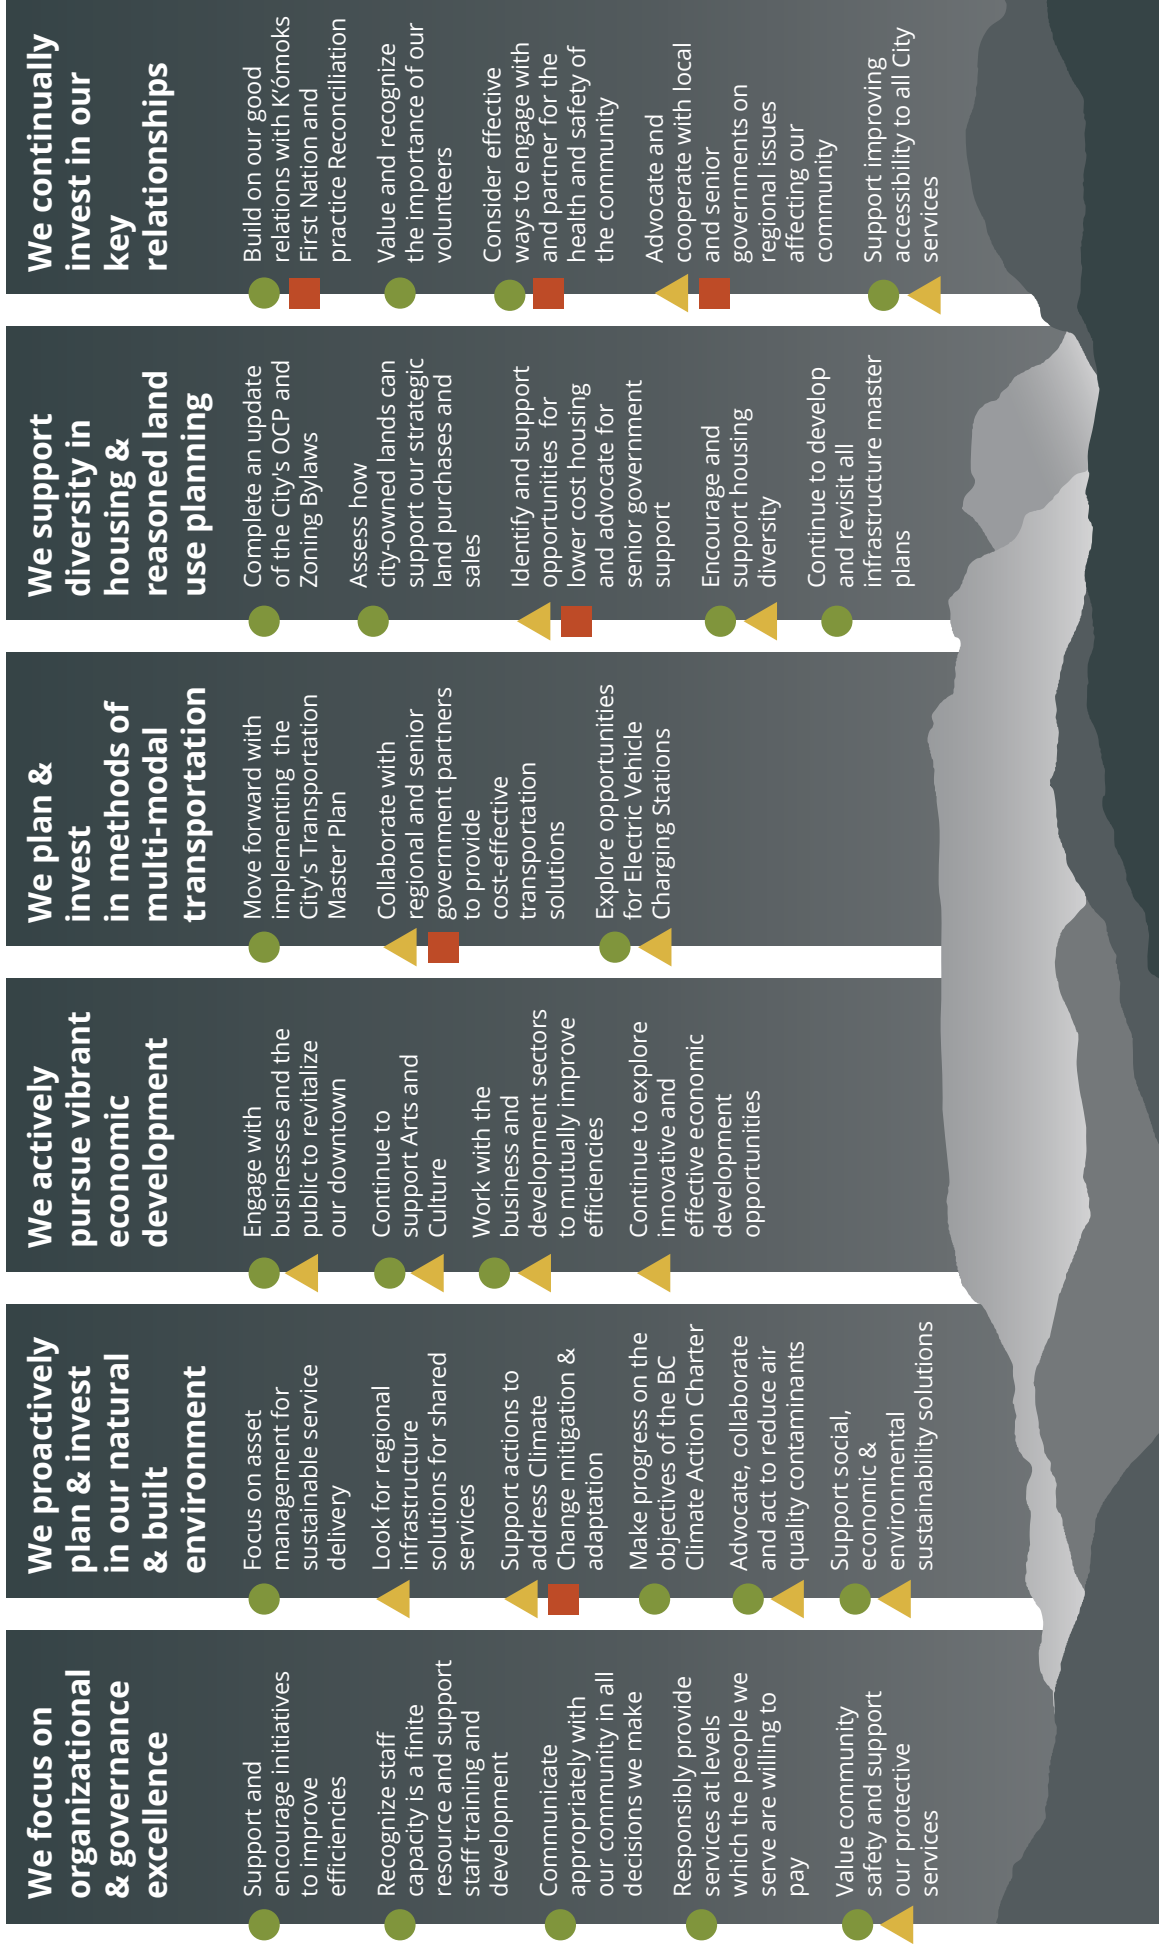 We focus on
organizational
& governance
excellence
Support and
encourage initiatives
to improve
efficiencies
Recognize staff
capacity is a finite
resource and support
staff training and
development
Communicate
appropriately with
our community in all
decisions we make
Responsibly provide
services at levels
which the people we
serve are willing to
pay
Value community
safety and support
our protective
services
We proactively
plan & invest
in our natural
& built
environment
Focus on asset
management for
sustainable service
delivery
Look for regional
infrastructure
solutions for shared
services
Support actions to
address Climate
Change mitigation &
adaptation
Make progress on the
objectives of the BC
Climate Action Charter
Advocate, collaborate
and act to reduce air
quality contaminants
Support social,
economic &
environmental
sustainability solutions
We actively
pursue vibrant
economic
development
Engage with
businesses and the
public to revitalize
our downtown
Continue to
support Arts and
Culture
Work with the
business and
development sectors
to mutually improve
efficiencies
Continue to explore
innovative and
effective economic
development
opportunities
We plan &
invest
in methods of
multi-modal
transportation
Move forward with
implementing the
City's Transportation
Master Plan
Collaborate with
regional and senior
government partners
to provide
cost-effective
transportation
solutions
Explore opportunities
for Electric Vehicle
Charging Stations
We support
diversity in
housing &
reasoned land
use planning
Complete an update
of the City's OCP and
Zoning Bylaws
Assess how
city-owned lands can
support our strategic
land purchases and
sales
Identify and support
opportunities for
lower cost housing
and advocate for
senior government
support
Encourage and
support housing
diversity
Continue to develop
and revisit all
infrastructure master
plans
We continually
invest in our
key
relationships
Build on our good
relations with K'ómoks
First Nation and
practice Reconciliation
Value and recognize
the importance of our
volunteers
Consider effective
ways to engage with
and partner for the
health and safety of
the community
Advocate and
cooperate with local
and senior
governments on
regional issues
affecting our
community
Support improving
accessibility to all City
services